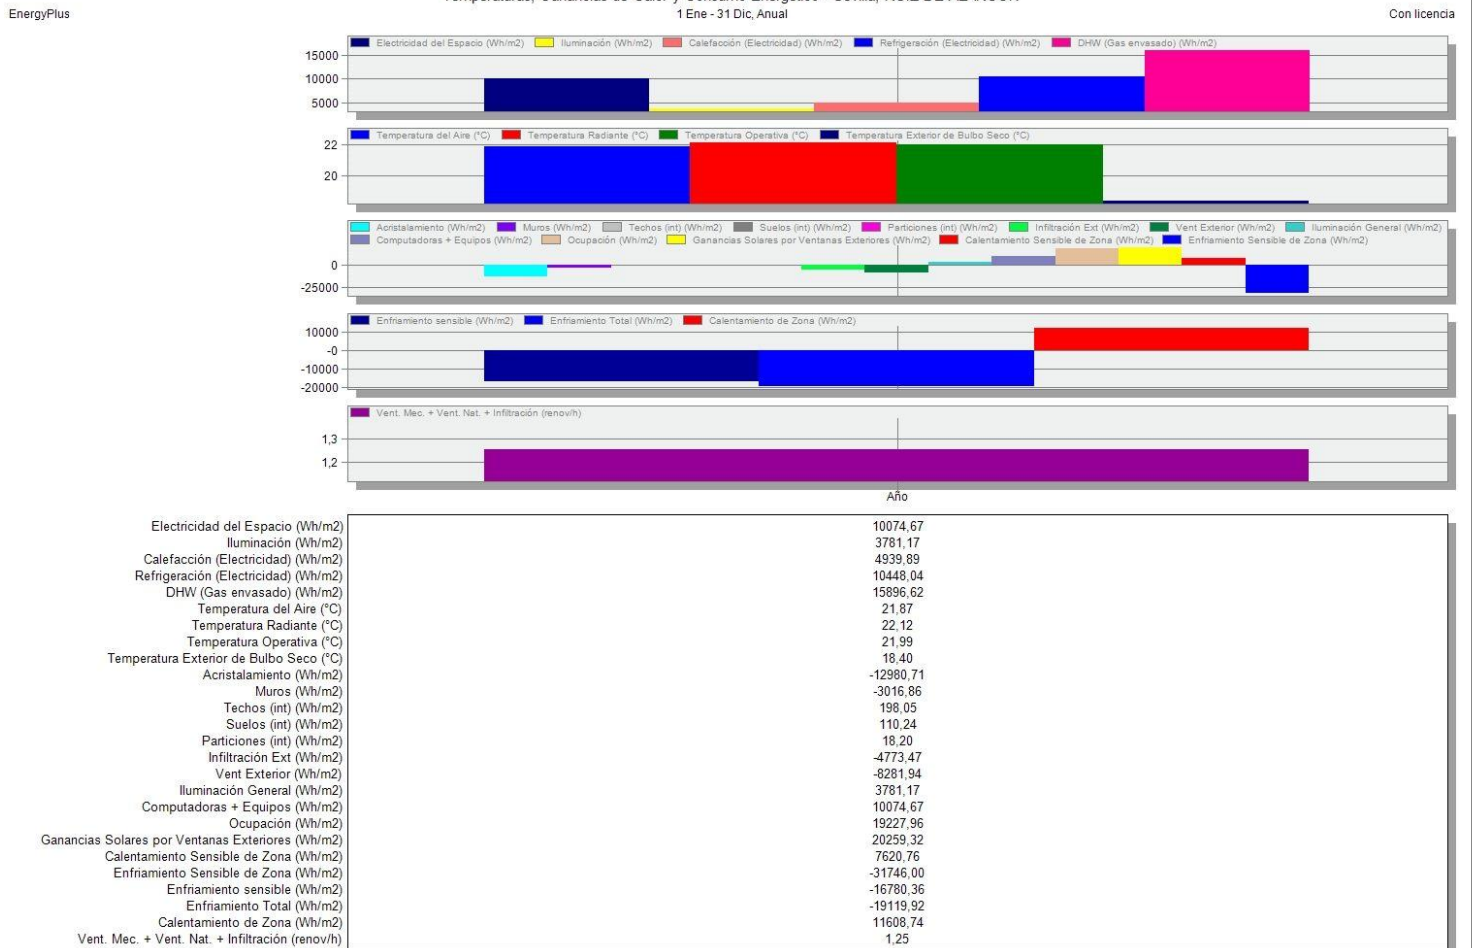 EnergyPlus
1 Ene - 31 Dic, Anual
Con licencia
Electricidad del Espacio (Wh/m2) Iluminación (Wh/m2) Calefacción (Electricidad) (Wh/m2) Refrigeración (Electricidad) (Wh/m2) DHW (Gas envasado) (Wh/m2)
15000
10000
5000
Temperatura del Aire (°C) Temperatura Radiante (°C) Temperatura Operativa (°C) Temperatura Exterior de Bulbo Seco (°C)
22
20
Acristalamiento (Wh/m2) Muros (Wh/m2) Techos (int) (Wh/m2) Suelos (int) (Wh/m2) Particiones (int) (Wh/m2) Infiltración Ext (Wh/m2) Vent Exterior (Wh/m2) Iluminación General (Wh/m2)
Computadoras + Equipos (Wh/m2) Ocupación (Wh/m2) Ganancias Solares por Ventanas Exteriores (Wh/m2) Calentamiento Sensible de Zona (Wh/m2) Enfriamiento Sensible de Zona (Wh/m2)
0
-25000
Enfriamiento sensible (Wh/m2) Enfriamiento Total (Wh/m2) Calentamiento de Zona (Wh/m2)
10000
-0
-10000
-20000
Vent. Mec. + Vent. Nat. + Infiltración (renov/h)
1,3
1,2
Año
Electricidad del Espacio (Wh/m2) 10074,67
Iluminación (Wh/m2) 3781,17
Calefacción (Electricidad) (Wh/m2) 4939,89
Refrigeración (Electricidad) (Wh/m2) 10448,04
DHW (Gas envasado) (Wh/m2) 15896,62
Temperatura del Aire (°C) 21,87
Temperatura Radiante (°C) 22,12
Temperatura Operativa (°C) 21,99
Temperatura Exterior de Bulbo Seco (°C) 18,40
Acristalamiento (Wh/m2) -12980,71
Muros (Wh/m2) -3016,86
Techos (int) (Wh/m2) 198,05
Suelos (int) (Wh/m2) 110,24
Particiones (int) (Wh/m2) 18,20
Infiltración Ext (Wh/m2) -4773,47
Vent Exterior (Wh/m2) -8281,94
Iluminación General (Wh/m2) 3781,17
Computadoras + Equipos (Wh/m2) 10074,67
Ocupación (Wh/m2) 19227,96
Ganancias Solares por Ventanas Exteriores (Wh/m2) 20259,32
Calentamiento Sensible de Zona (Wh/m2) 7620,76
Enfriamiento Sensible de Zona (Wh/m2) -31746,00
Enfriamiento sensible (Wh/m2) -16780,36
Enfriamiento Total (Wh/m2) -19119,92
Calentamiento de Zona (Wh/m2) 11608,74
Vent. Mec. + Vent. Nat. + Infiltración (renov/h) 1,25